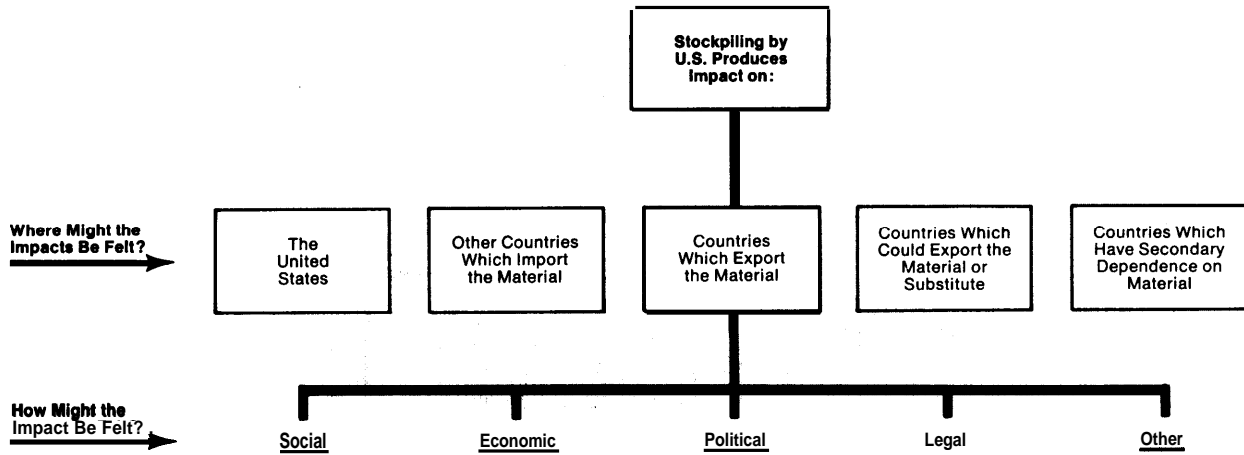 Stockpiling by
U.S. Produces
Impact on:
Where Might the
Impacts Be Felt?
The
United
States
Other Countries
Which Import
the Material
Countries
Which Export
the Material
Countries Which
Could Export the
Material or
Substitute
Countries Which
Have Secondary
Dependence on
Material
How Might the
Impact Be Felt?
Social
Economic
Political
Legal
Other